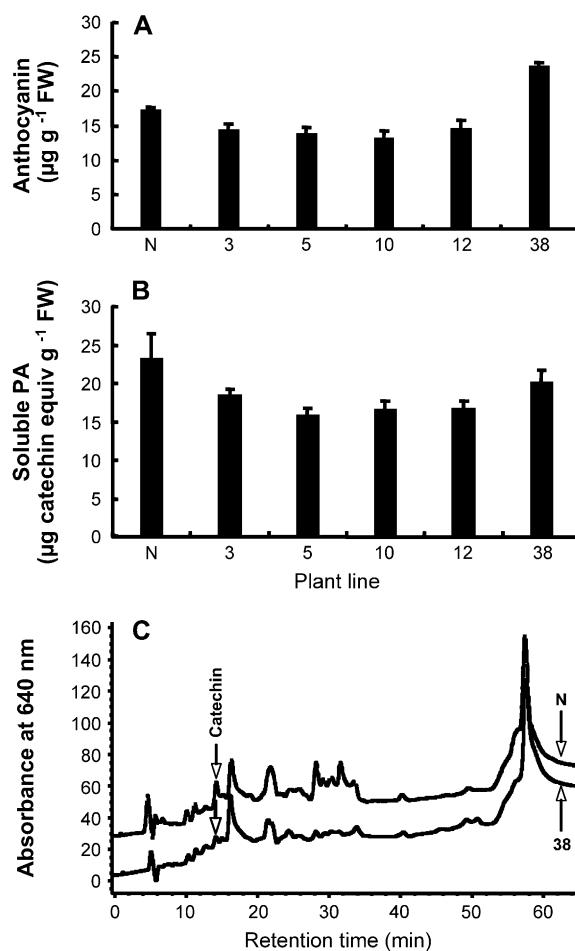 A
Anthocyanin
(µg g -1 FW)
30
25
20
15
10
5
0
N 3 5 10 12 38
B
Soluble PA
(µg catechin equiv g -1 FW)
30
25
20
15
10
5
0
N 3 5 10 12 38
Plant line
C
Absorbance at 640 nm
160
140
120
100
80
60
40
20
0
Catechin
N
38
0 10 20 30 40 50 60
Retention time (min)